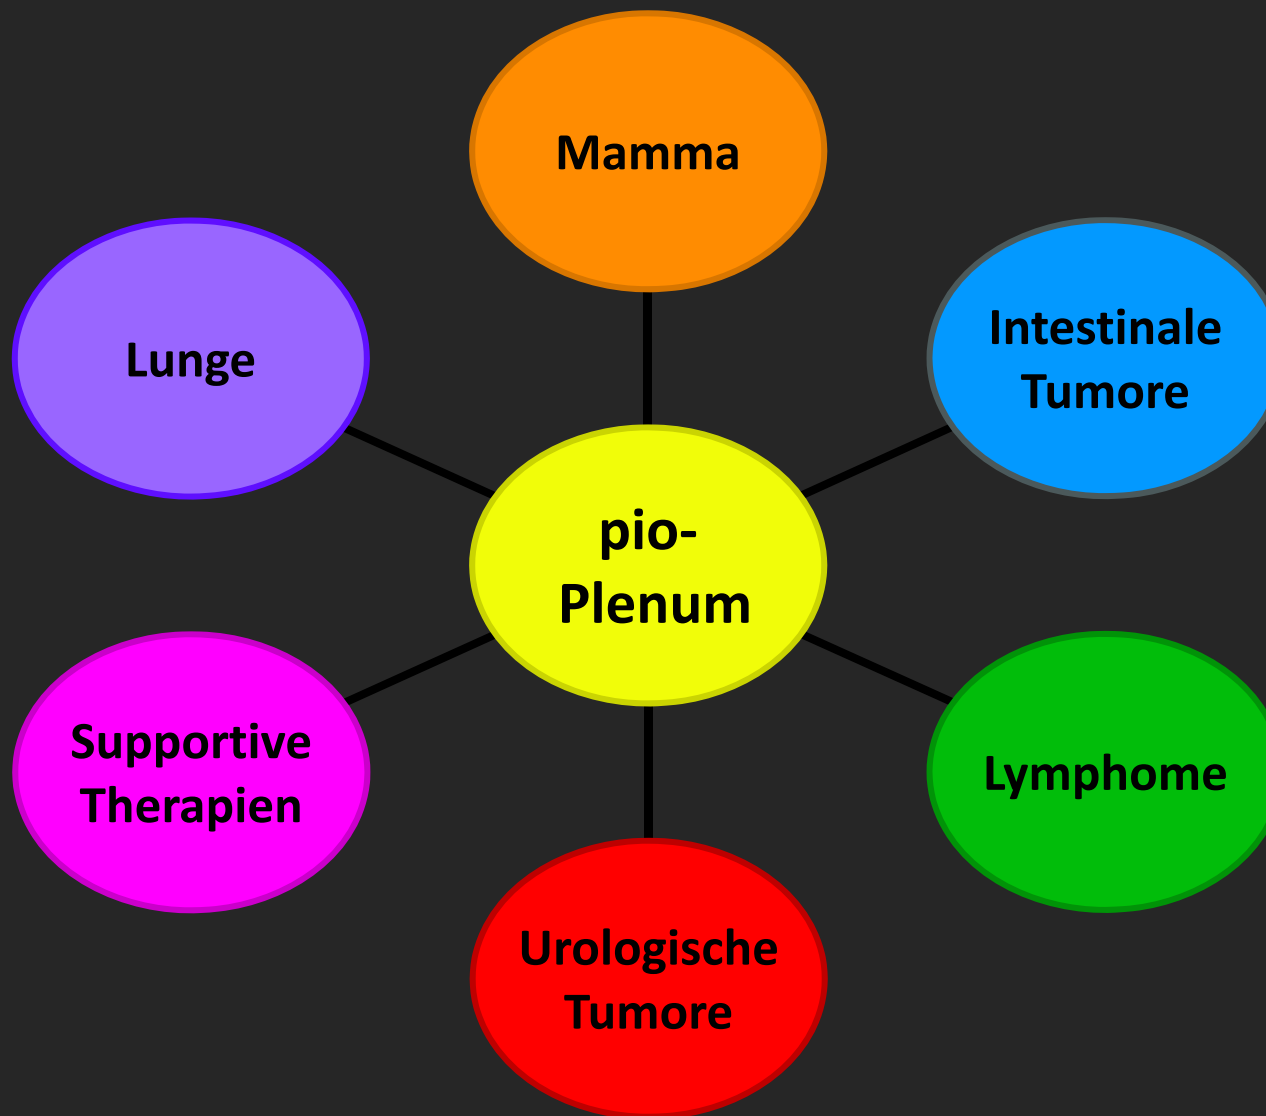 Mamma
Lunge
Intestinale
Tumore
pio-
Plenum
Supportive
Therapien
Lymphome
Urologische
Tumore